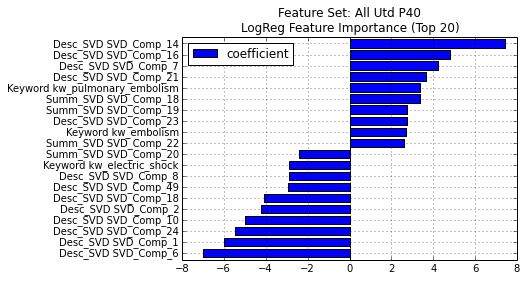 Feature Set: All Utd P40
LogReg Feature Importance (Top 20)
coefficient
Desc_SVD SVD_Comp_14
Desc_SVD SVD_Comp_16
Desc_SVD SVD_Comp_7
Desc_SVD SVD_Comp_21
Keyword kw_pulmonary_embolism
Summ_SVD SVD_Comp_18
Summ_SVD SVD_Comp_19
Desc_SVD SVD_Comp_23
Keyword kw_embolism
Summ_SVD SVD_Comp_22
Summ_SVD SVD_Comp_20
Keyword kw_electric_shock
Desc_SVD SVD_Comp_8
Desc_SVD SVD_Comp_49
Desc_SVD SVD_Comp_18
Desc_SVD SVD_Comp_2
Desc_SVD SVD_Comp_10
Desc_SVD SVD_Comp_24
Desc_SVD SVD_Comp_1
Desc_SVD SVD_Comp_6
−8 −6 −4 −2 0 2 4 6 8